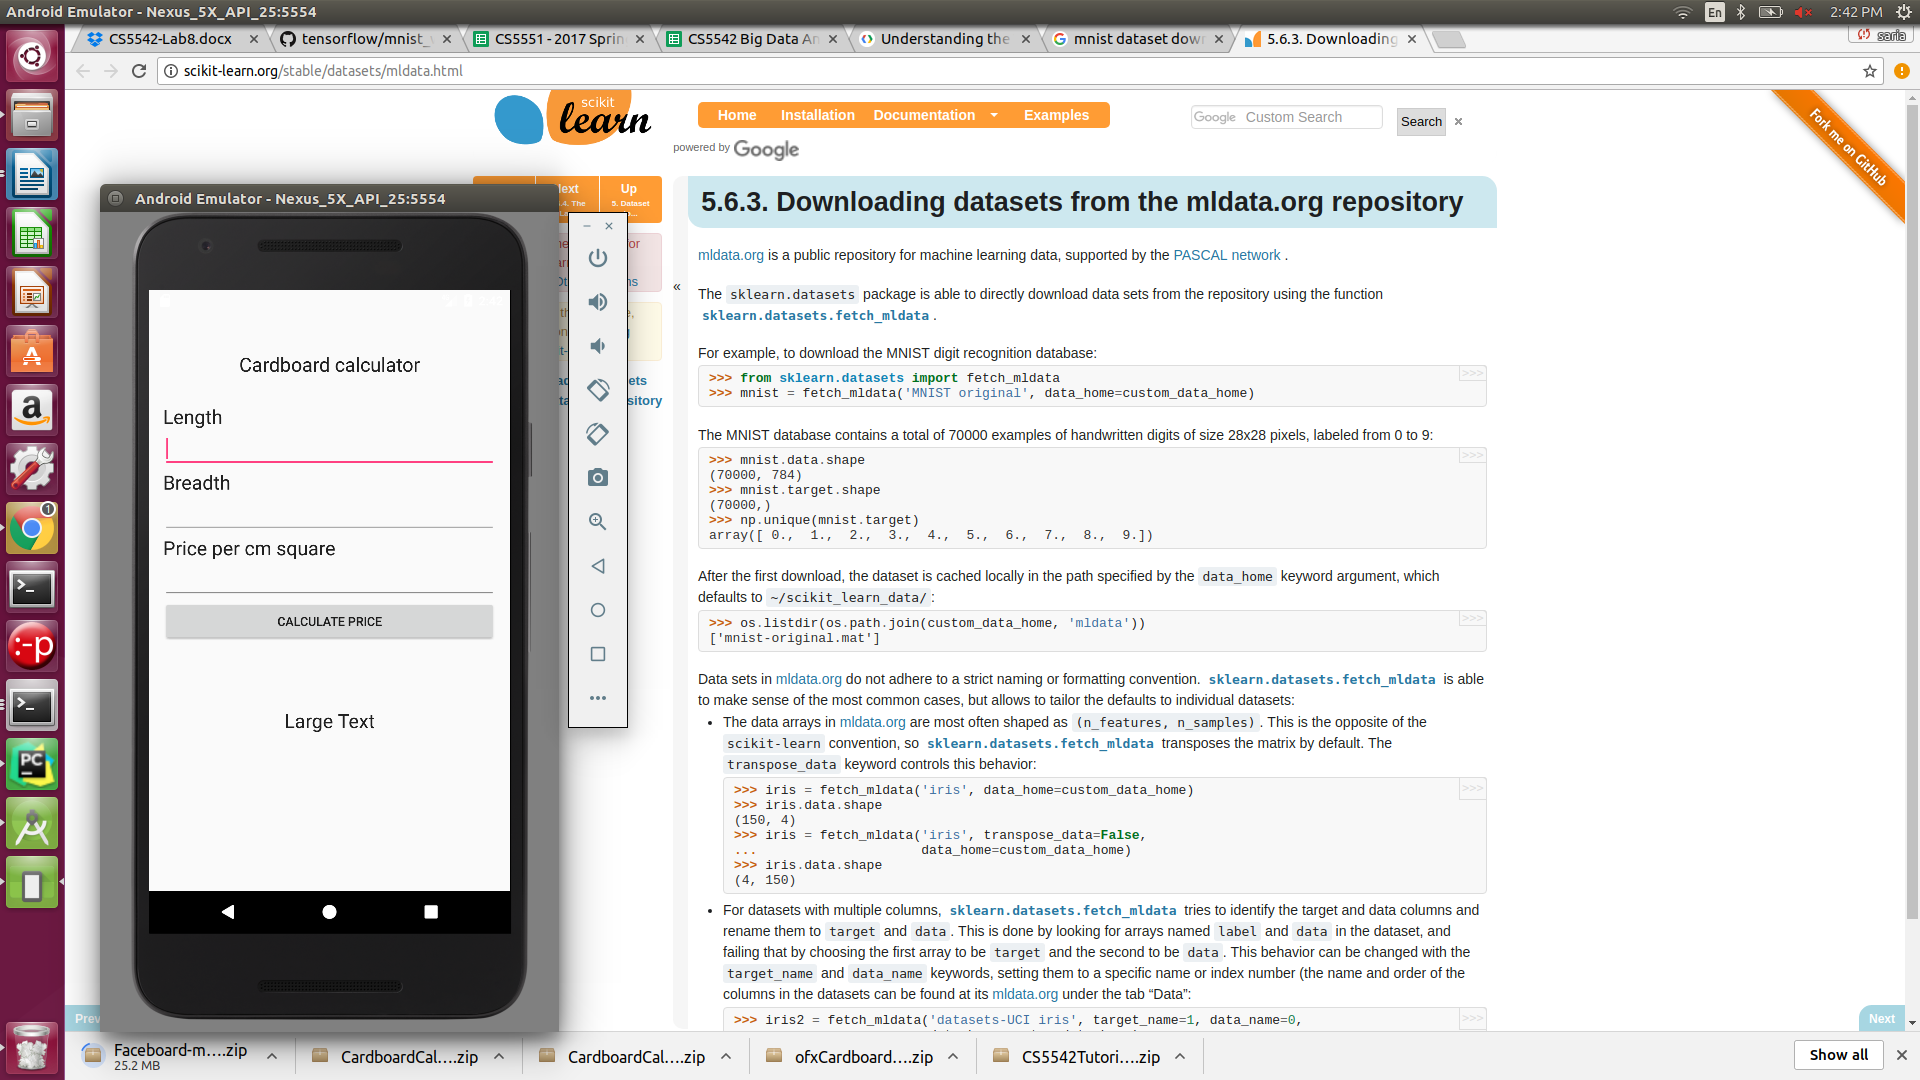 Android Emulator - Nexus_5X_API_25:5554
En
2:42 PM
CS5542-Lab8.docx
tensorflow/mnist_
CS5551 - 2017 Sprin
CS5542 Big Data An
Understanding the
mnist dataset dow
5.6.3. Downloading
saria
scikit-learn.org/stable/datasets/mldata.html
scikit
learn
Home
Installation
Documentation
Examples
Google Custom Search
Search
powered by Google
Fork me on GitHub
Up
5. Dataset
Android Emulator - Nexus_5X_API_25:5554
Cardboard calculator
Length
Breadth
Price per cm square
CALCULATE PRICE
Large Text
«
5.6.3. Downloading datasets from the mldata.org repository
mldata.org is a public repository for machine learning data, supported by the PASCAL network .
The sklearn.datasets package is able to directly download data sets from the repository using the function
sklearn.datasets.fetch_mldata.
For example, to download the MNIST digit recognition database:
>>> from sklearn.datasets import fetch_mldata
>>> mnist = fetch_mldata('MNIST original', data_home=custom_data_home)
>>>
The MNIST database contains a total of 70000 examples of handwritten digits of size 28x28 pixels, labeled from 0 to 9:
>>> mnist.data.shape
(70000, 784)
>>> mnist.target.shape
(70000,)
>>> np.unique(mnist.target)
array([ 0., 1., 2., 3., 4., 5., 6., 7., 8., 9.])
>>>
After the first download, the dataset is cached locally in the path specified by the data_home keyword argument, which
defaults to ~/scikit_learn_data/ :
>>> os.listdir(os.path.join(custom_data_home, 'mldata'))
['mnist-original.mat']
>>>
Data sets in mldata.org do not adhere to a strict naming or formatting convention. sklearn.datasets.fetch_mldata is able
to make sense of the most common cases, but allows to tailor the defaults to individual datasets:
• The data arrays in mldata.org are most often shaped as (n_features, n_samples) . This is the opposite of the
scikit-learn convention, so sklearn.datasets.fetch_mldata transposes the matrix by default. The
transpose_data keyword controls this behavior:
>>> iris = fetch_mldata('iris', data_home=custom_data_home)
>>> iris.data.shape
(150, 4)
>>> iris = fetch_mldata('iris', transpose_data=False,
... data_home=custom_data_home)
>>> iris.data.shape
(4, 150)
>>>
• For datasets with multiple columns, sklearn.datasets.fetch_mldata tries to identify the target and data columns and
rename them to target and data . This is done by looking for arrays named label and data in the dataset, and
failing that by choosing the first array to be target and the second to be data . This behavior can be changed with the
target_name and data_name keywords, setting them to a specific name or index number (the name and order of the
columns in the datasets can be found at its mldata.org under the tab “Data”:
>>> iris2 = fetch_mldata('datasets-UCI iris', target_name=1, data_name=0,
>>>
Prev
Next
Faceboard-m....zip
25.2 MB
CardboardCal....zip
CardboardCal....zip
ofxCardboard....zip
CS5542Tutori....zip
Show all